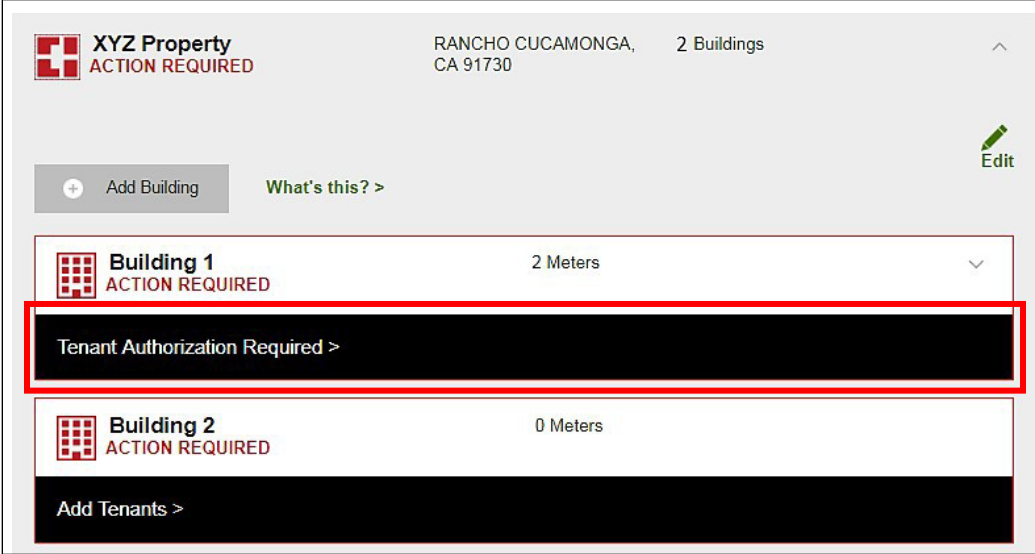 XYZ Property
ACTION REQUIRED
RANCHO CUCAMONGA,
CA 91730
2 Buildings
Edit
Add Building
What's this? >
Building 1
ACTION REQUIRED
2 Meters
Tenant Authorization Required >
Building 2
ACTION REQUIRED
0 Meters
Add Tenants >